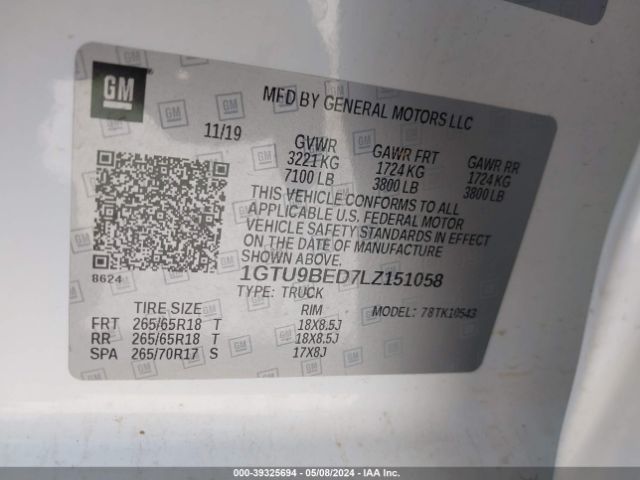 GM
MFD BY GENERAL MOTORS LLC
11/19
GVWR GAWR FRT GAWR RR
3221 KG 1724 KG 1724 KG
7100 LB 3800 LB 3800 LB
THIS VEHICLE CONFORMS TO ALL
APPLICABLE U.S. FEDERAL MOTOR
VEHICLE SAFETY STANDARDS IN EFFECT
ON THE DATE OF MANUFACTURE
SHOWN ABOVE.
8624
1GTU9BED7LZ151058
TYPE: TRUCK
TIRE SIZE RIM MODEL: 78TK10543
FRT 265/65R18 T 18X8.5J
RR 265/65R18 T 18X8.5J
SPA 265/70R17 S 17X8J
000-39325694 - 05/08/2024 - iaai.com